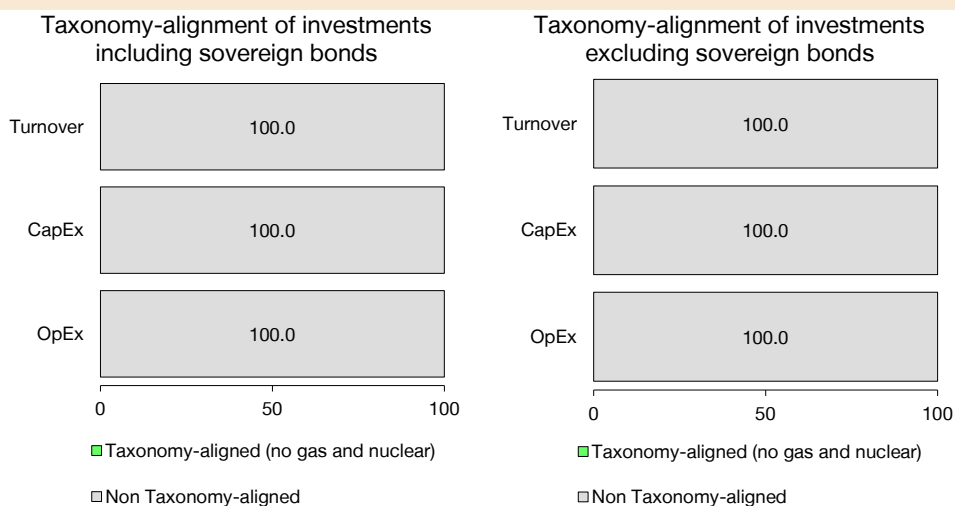 Taxonomy-alignment of investments
including sovereign bonds
Turnover
100.0
CapEx
100.0
OpEx
100.0
0
50
100
Taxonomy-aligned (no gas and nuclear)
Non Taxonomy-aligned
Taxonomy-alignment of investments
excluding sovereign bonds
Turnover
100.0
CapEx
100.0
OpEx
100.0
0
50
100
Taxonomy-aligned (no gas and nuclear)
Non Taxonomy-aligned